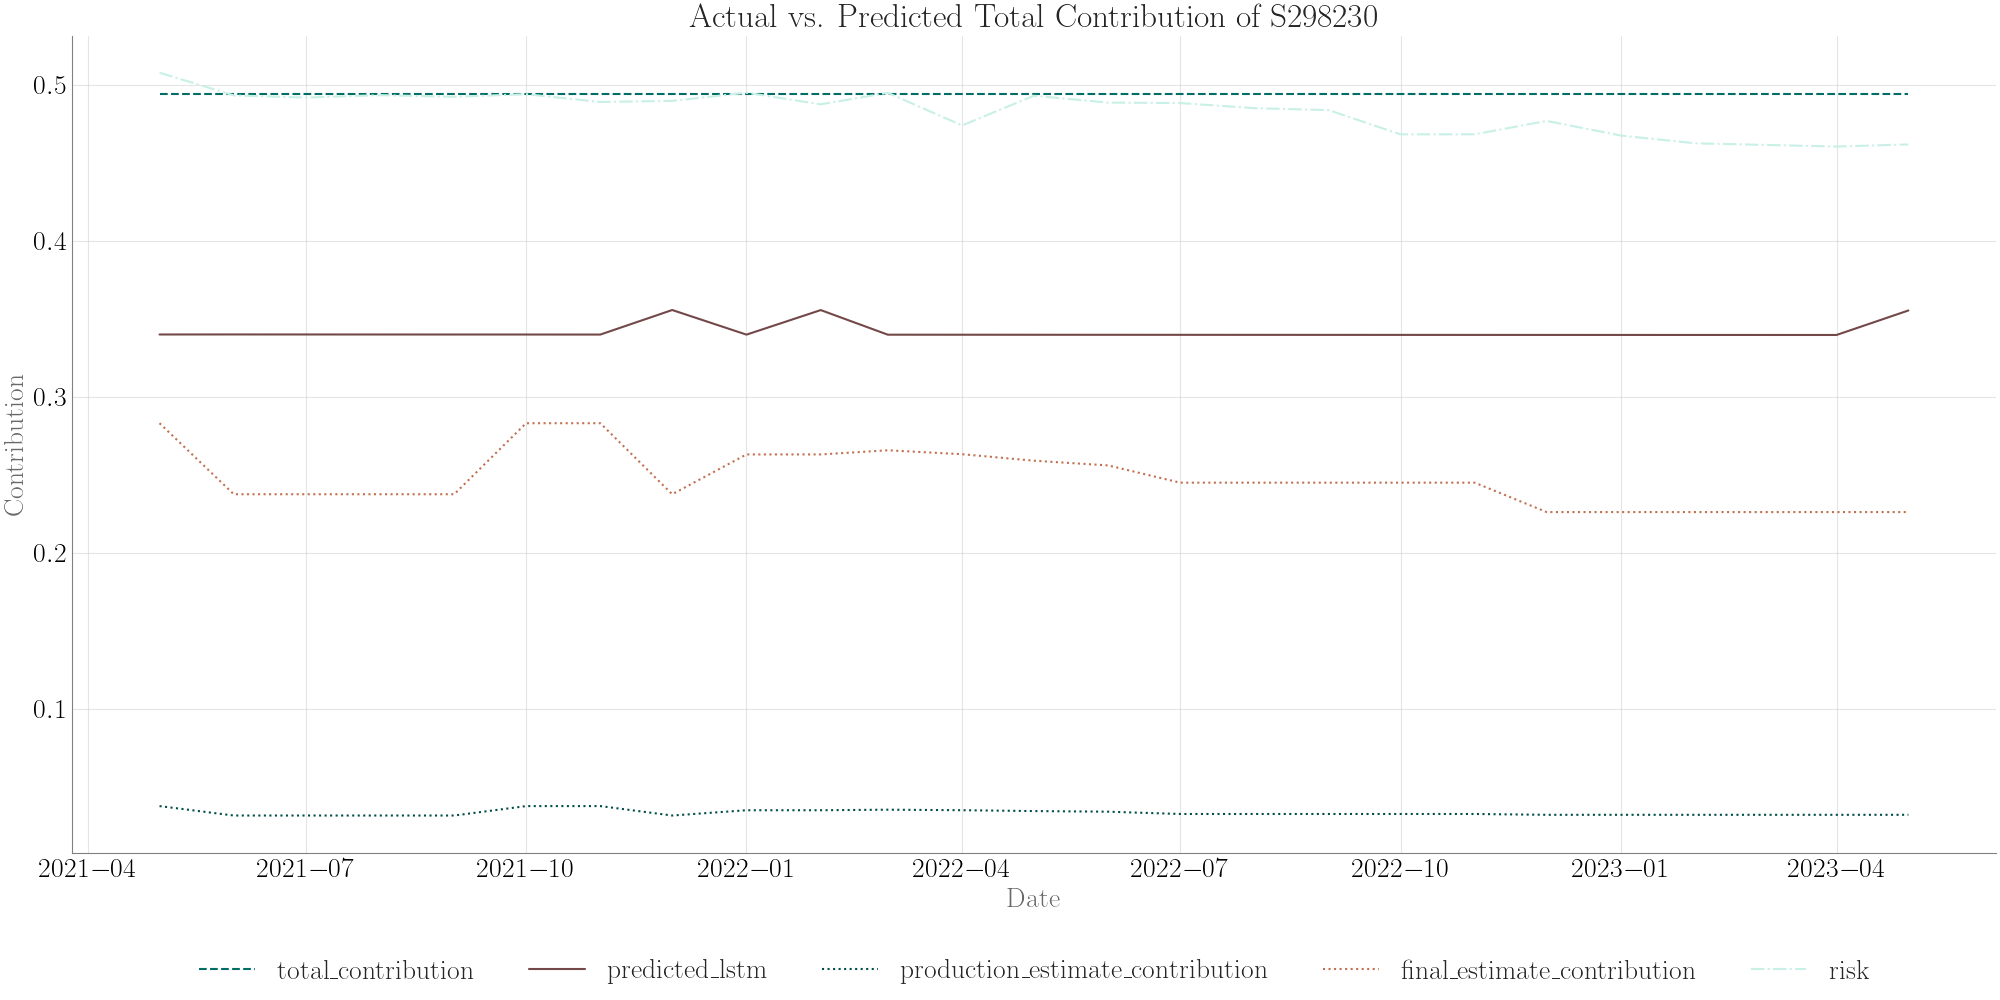 Actual vs. Predicted Total Contribution of S298230
Contribution
0.5
0.4
0.3
0.2
0.1
2021−04 2021−07 2021−10 2022−01 2022−04 2022−07 2022−10 2023−01 2023−04
Date
total_contribution predicted_lstm production_estimate_contribution final_estimate_contribution risk